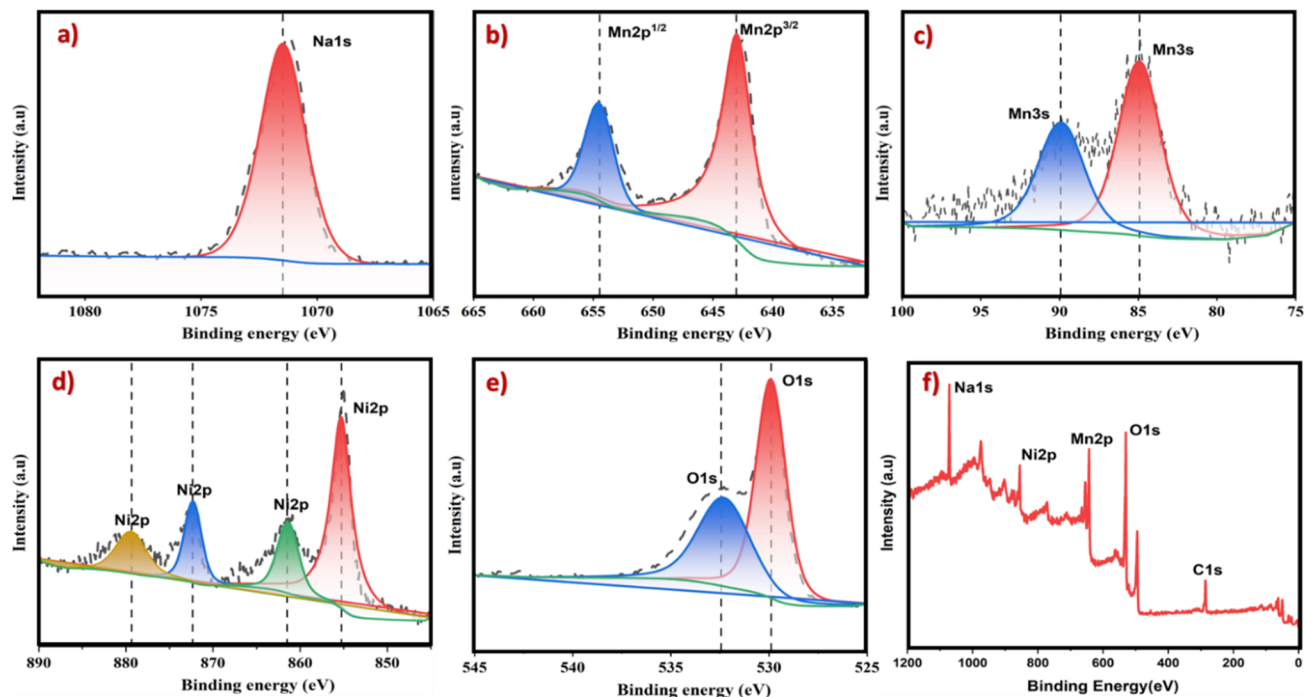 a)
Na1s
Intensity (a.u)
1080 1075 1070 1065
Binding energy (eV)
b)
Mn2p1/2
Mn2p3/2
Intensity (a.u)
665 660 655 650 645 640 635
Binding energy (eV)
c)
Mn3s
Mn3s
Intensity (a.u)
100 95 90 85 80 75
Binding energy (eV)
d)
Ni2p
Ni2p
Ni2p
Ni2p
Intensity (a.u)
890 880 870 860 850
Binding energy (eV)
e)
O1s
O1s
Intensity (a.u)
545 540 535 530 525
Binding energy (eV)
f)
Na1s
Ni2p
Mn2p
O1s
C1s
Intensity (a.u)
1200 1000 800 600 400 200 0
Binding Energy(eV)